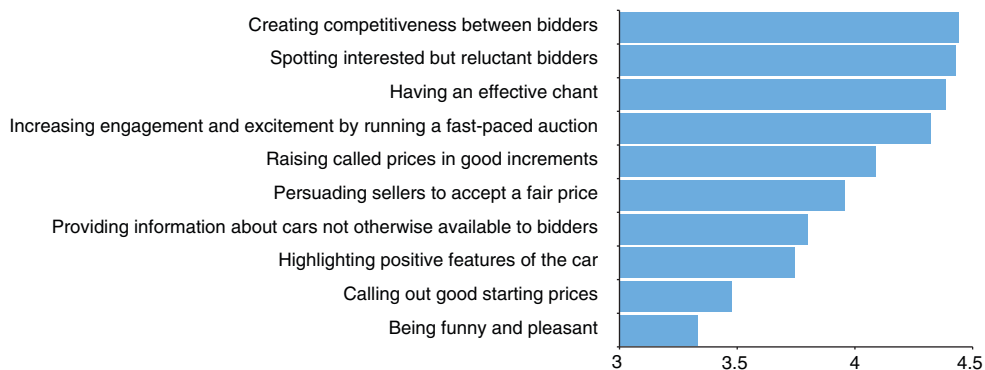 Creating competitiveness between bidders
Spotting interested but reluctant bidders
Having an effective chant
Increasing engagement and excitement by running a fast-paced auction
Raising called prices in good increments
Persuading sellers to accept a fair price
Providing information about cars not otherwise available to bidders
Highlighting positive features of the car
Calling out good starting prices
Being funny and pleasant
3 3.5 4 4.5